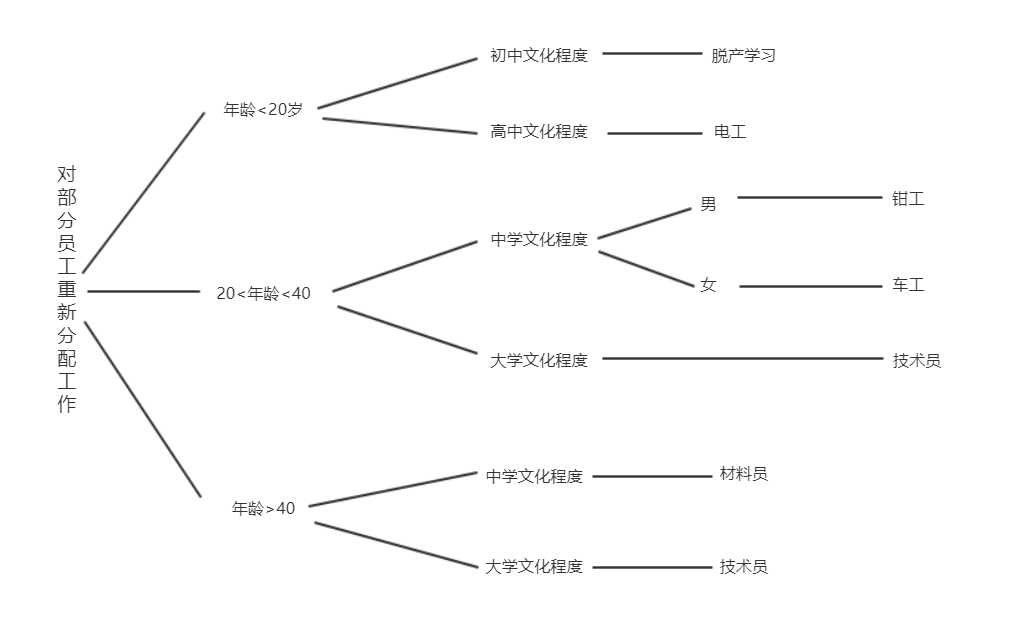 对部分员工重新分配工作
年龄<20岁
初中文化程度
脱产学习
高中文化程度
电工
20<年龄<40
中学文化程度
男
钳工
女
车工
大学文化程度
技术员
年龄>40
中学文化程度
材料员
大学文化程度
技术员